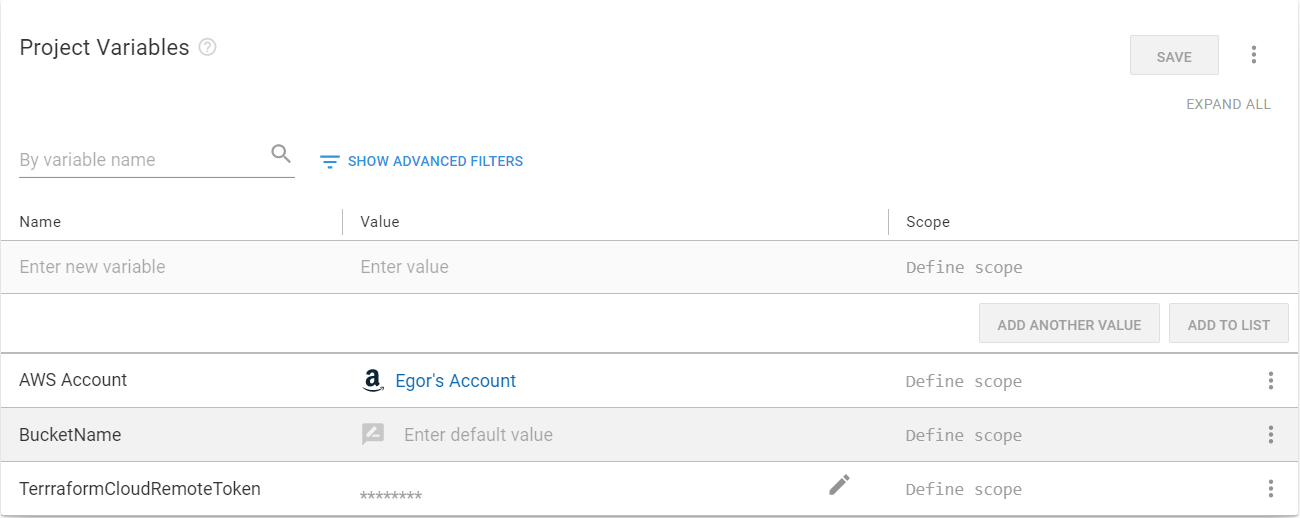 Project Variables ?
SAVE
EXPAND ALL
By variable name
SHOW ADVANCED FILTERS
Name Value Scope
Enter new variable Enter value Define scope
ADD ANOTHER VALUE ADD TO LIST
AWS Account a Egor's Account Define scope
BucketName Enter default value Define scope
TerrraformCloudRemoteToken ******** Define scope